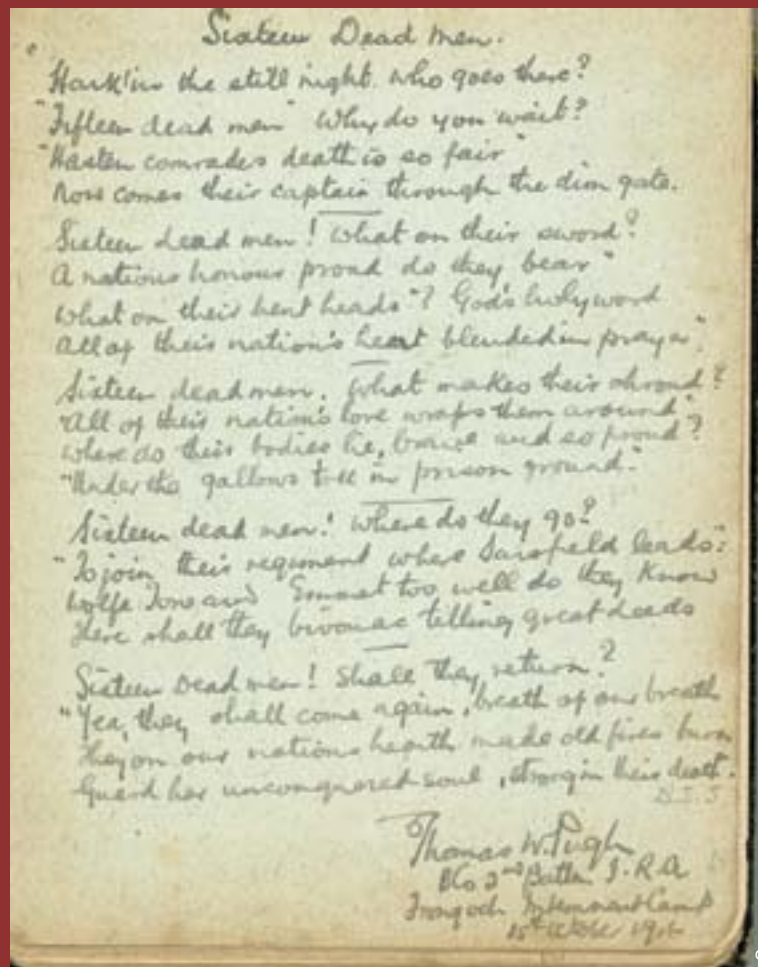 Sixteen Dead Men.
Hark! in the still night. Who goes there?
"Fifteen dead men" Why do you wait?
"Hasten comrades death is so fair"
Now comes their captain through the dim gate.
Sixteen dead men! What on their sword?
A nations honour proud do they bear"
What on their bent heads"? God's holy word
All of their nation's heart blended in prayer".
Sixteen dead men. What makes their shroud?
"All of their nation's love wraps them around".
Where do their bodies lie, brave and so proud?
"Under the gallows tree in prison ground."
Sixteen dead men! Where do they go?
"To join their regiment where Sarsfield leads":
Wolfe Tone and Emmet too well do they know
Here shall they bivouac telling great deeds
Sixteen Dead men! Shall they return?
"Yea, they shall come again, breath of our breath
They on our nations hearth made old fires burn
Guard her unconquered soul, strong in their death.
D.S.S
Thomas W. Pugh
B Co 2nd Battn I.R.A
Frongoch Internment Camp
15th October 1916